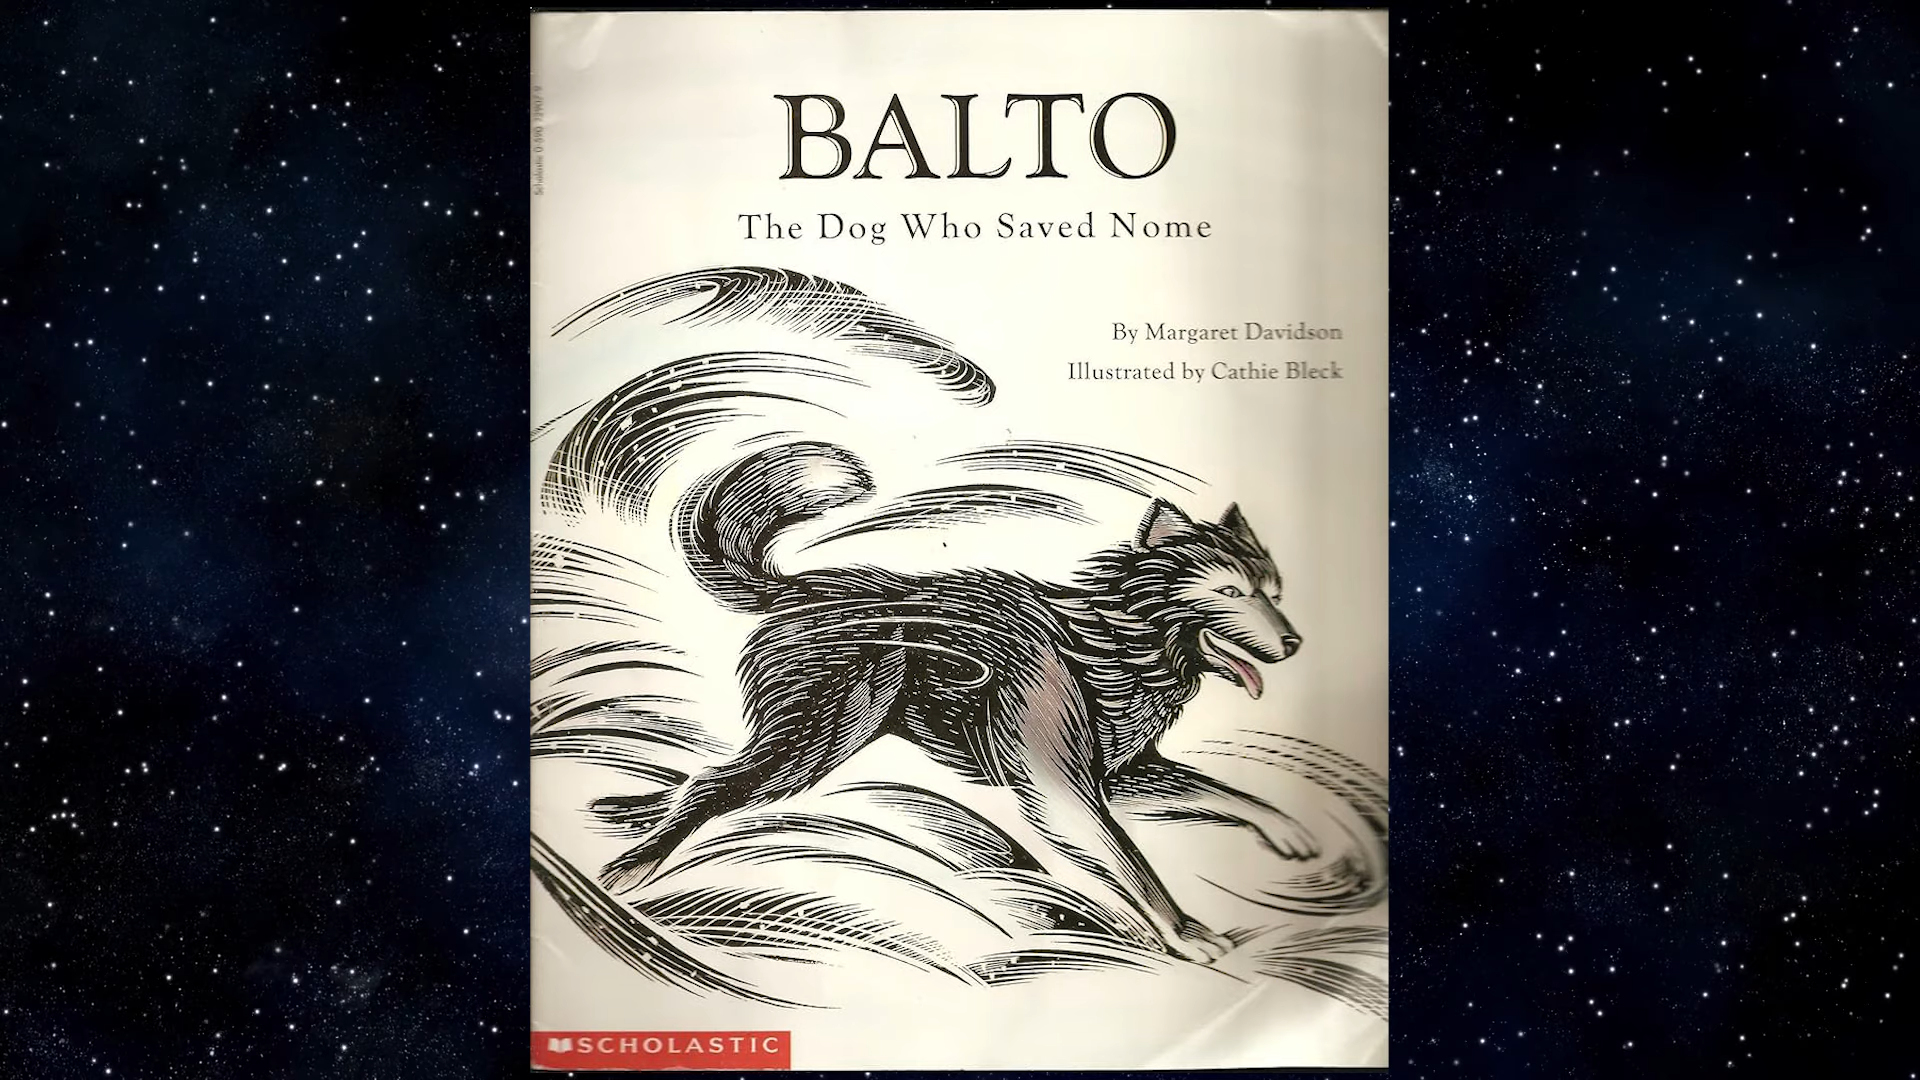 BALTO
The Dog Who Saved Nome
By Margaret Davidson
Illustrated by Cathie Bleck
SCHOLASTIC